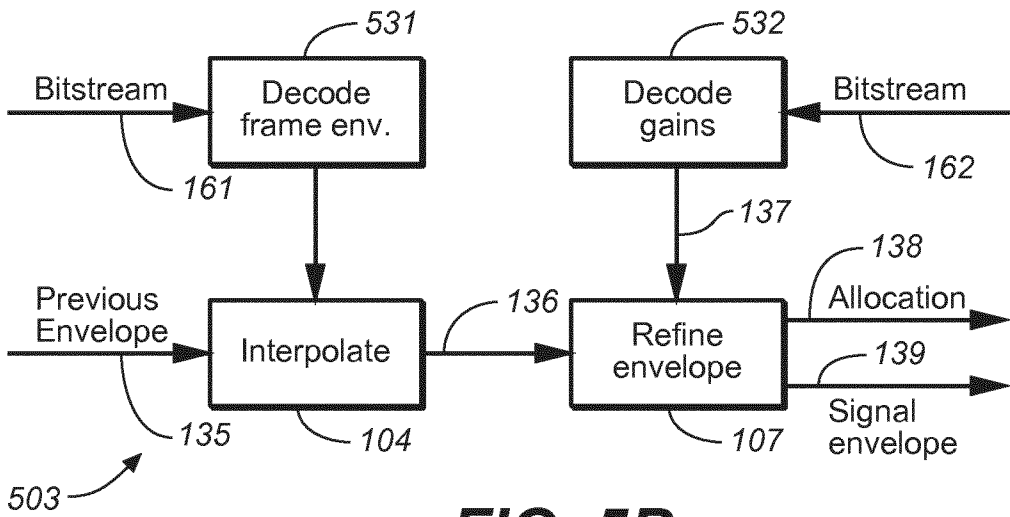 531
532
Bitstream
Decode
frame env.
Decode
gains
Bitstream
161
162
137
138
Previous
Envelope
136
Allocation
Interpolate
Refine
envelope
139
135
104
107
Signal
envelope
503